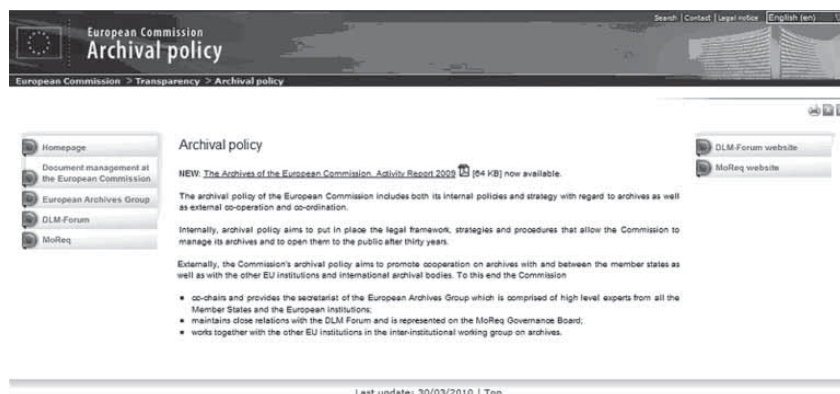 Search | Contact | Legal notice English (en)
European Commission
Archival policy
European Commission > Transparency > Archival policy
Homepage
Document management at
the European Commission
European Archives Group
DLM-Forum
MoReq
Archival policy
NEW: The Archives of the European Commission. Activity Report 2009 [64 KB] now available.
The archival policy of the European Commission includes both its internal policies and strategy with regard to archives as well
as external co-operation and co-ordination.
Internally, archival policy aims to put in place the legal framework, strategies and procedures that allow the Commission to
manage its archives and to open them to the public after thirty years.
Externally, the Commission's archival policy aims to promote cooperation on archives with and between the member states as
well as with the other EU institutions and international archival bodies. To this end the Commission
• co-chairs and provides the secretariat of the European Archives Group which is comprised of high level experts from all the
Member States and the European institutions;
• maintains close relations with the DLM Forum and is represented on the MoReq Governance Board;
• works together with the other EU institutions in the inter-institutional working group on archives.
DLM-Forum website
MoReq website
Last update: 30/03/2010 | Top